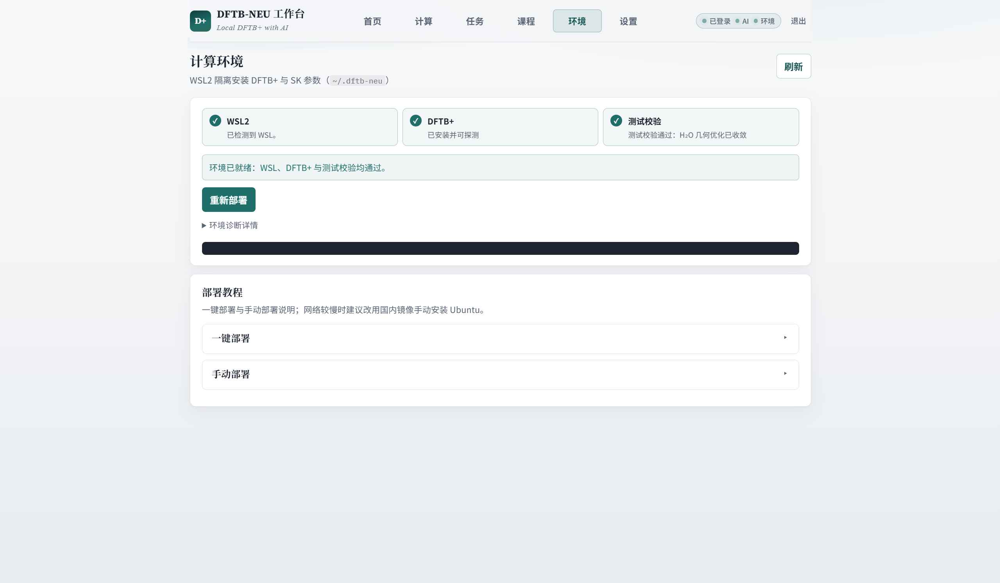 D+
DFTB-NEU 工作台
Local DFTB+ with AI
首页 计算 任务 课程 环境 设置
已登录 AI 环境 退出
计算环境
WSL2 隔离安装 DFTB+ 与 SK 参数（~/.dftb-neu）
刷新
WSL2
已检测到 WSL。
DFTB+
已安装并可探测
测试校验
测试校验通过：H₂O 几何优化已收敛
环境已就绪：WSL、DFTB+ 与测试校验均通过。
重新部署
环境诊断详情
部署教程
一键部署与手动部署说明；网络较慢时建议改用国内镜像手动安装 Ubuntu。
一键部署
手动部署